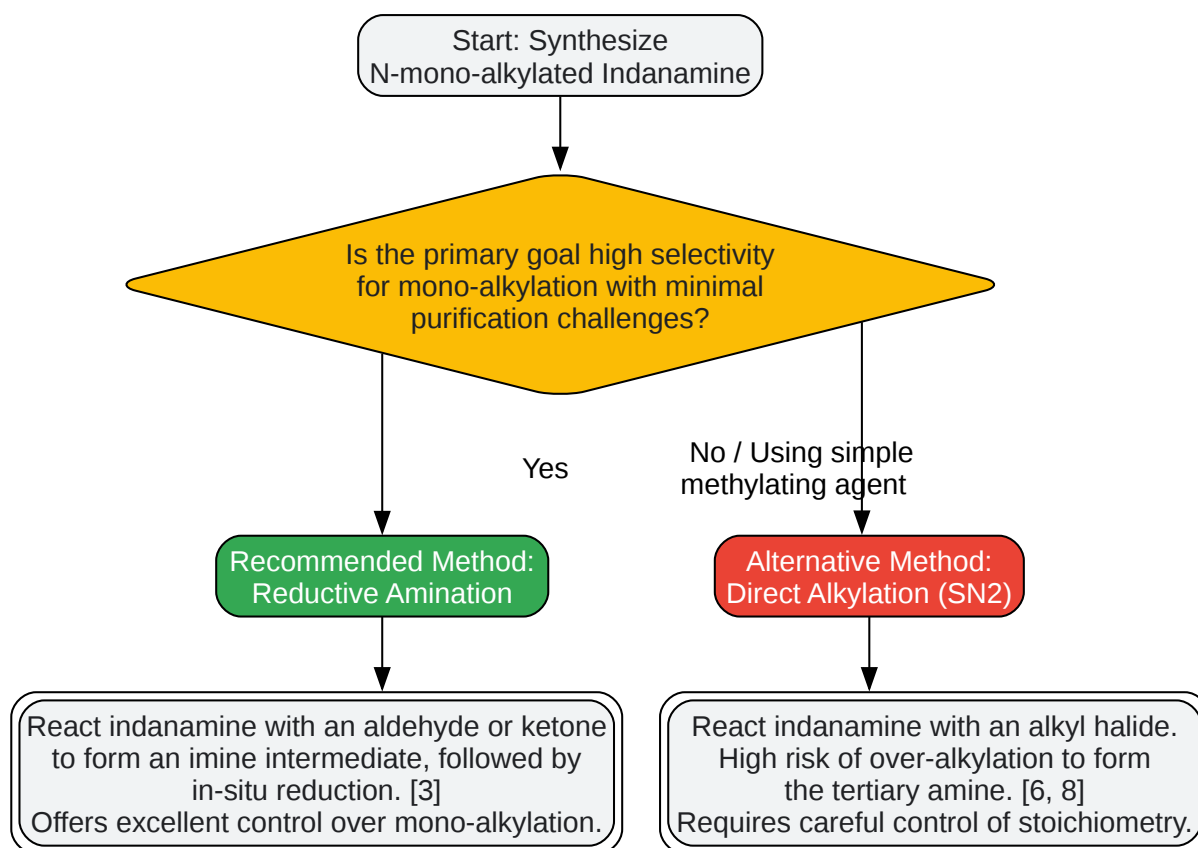 Start: Synthesize
N-mono-alkylated Indanamine
Is the primary goal high selectivity
for mono-alkylation with minimal
purification challenges?
Yes
No / Using simple
methylating agent
Recommended Method:
Reductive Amination
Alternative Method:
Direct Alkylation (SN2)
React indanamine with an aldehyde or ketone
to form an imine intermediate, followed by
in-situ reduction. [3]
Offers excellent control over mono-alkylation.
React indanamine with an alkyl halide.
High risk of over-alkylation to form
the tertiary amine. [6, 8]
Requires careful control of stoichiometry.